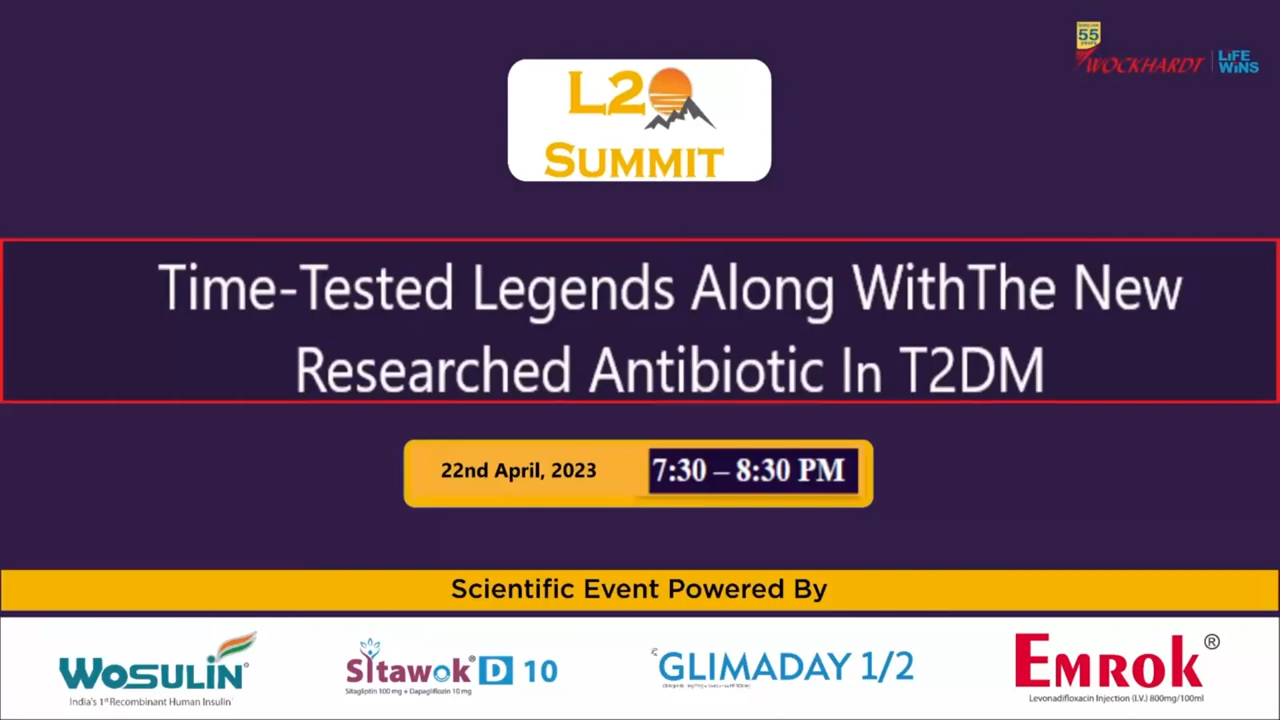 55
WOCKHARDT
LiFE
WiNS
L2
SUMMIT
Time-Tested Legends Along WithThe New
Researched Antibiotic In T2DM
22nd April, 2023
7:30 – 8:30 PM
Scientific Event Powered By
WOSULIN®
India's 1st Recombinant Human Insulin
Sitawok® D 10
Sitagliptin 100 mg + Dapagliflozin 10 mg
GLIMADAY 1/2
EMROK®
Levonadifloxacin Injection (I.V.) 800mg/100ml